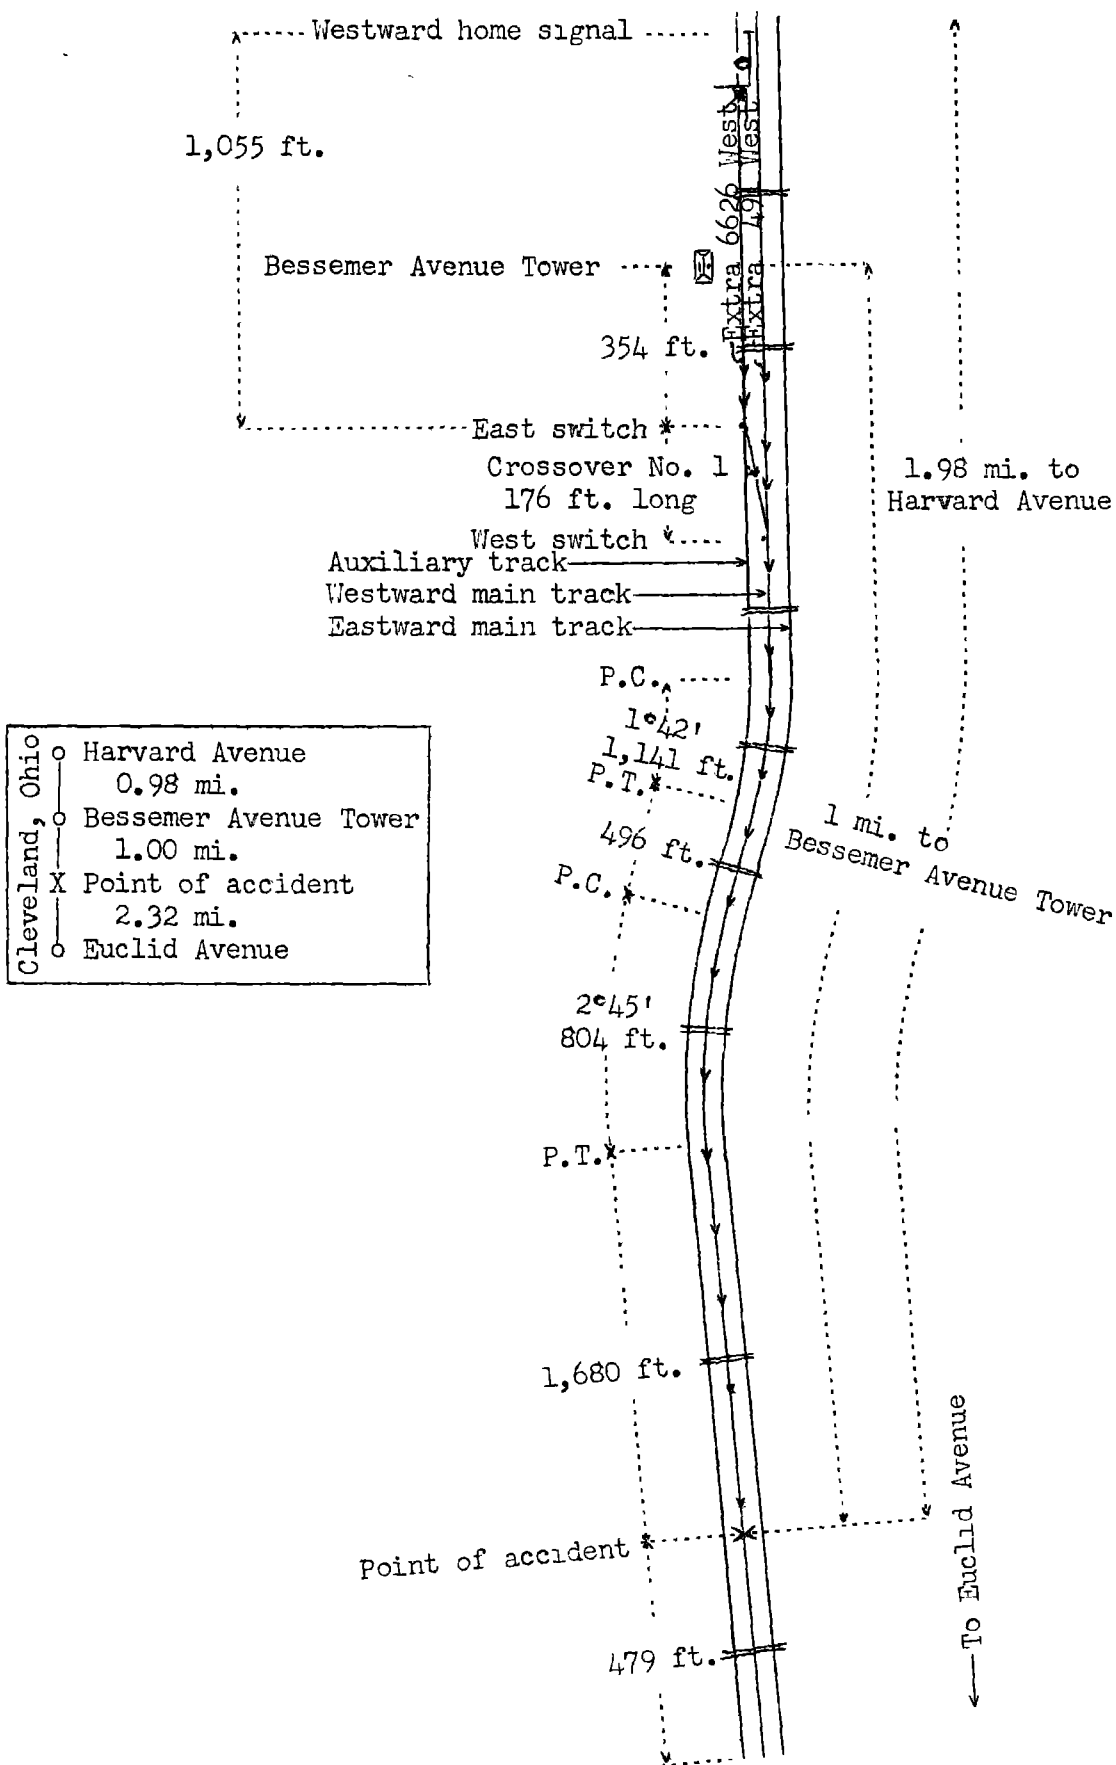 Westward home signal
1,055 ft.
Extra 6626 West
Extra 491 West
Bessemer Avenue Tower
354 ft.
East switch
Crossover No. 1
176 ft. long
West switch
Auxiliary track
Westward main track
Eastward main track
1.98 mi. to
Harvard Avenue
P.C.
1°42'
1,141 ft.
P.T.
496 ft.
P.C.
1 mi. to
Bessemer Avenue Tower
Cleveland, Ohio
Harvard Avenue
0.98 mi.
Bessemer Avenue Tower
1.00 mi.
X Point of accident
2.32 mi.
Euclid Avenue
2°45'
804 ft.
P.T.
1,680 ft.
Point of accident
To Euclid Avenue
479 ft.